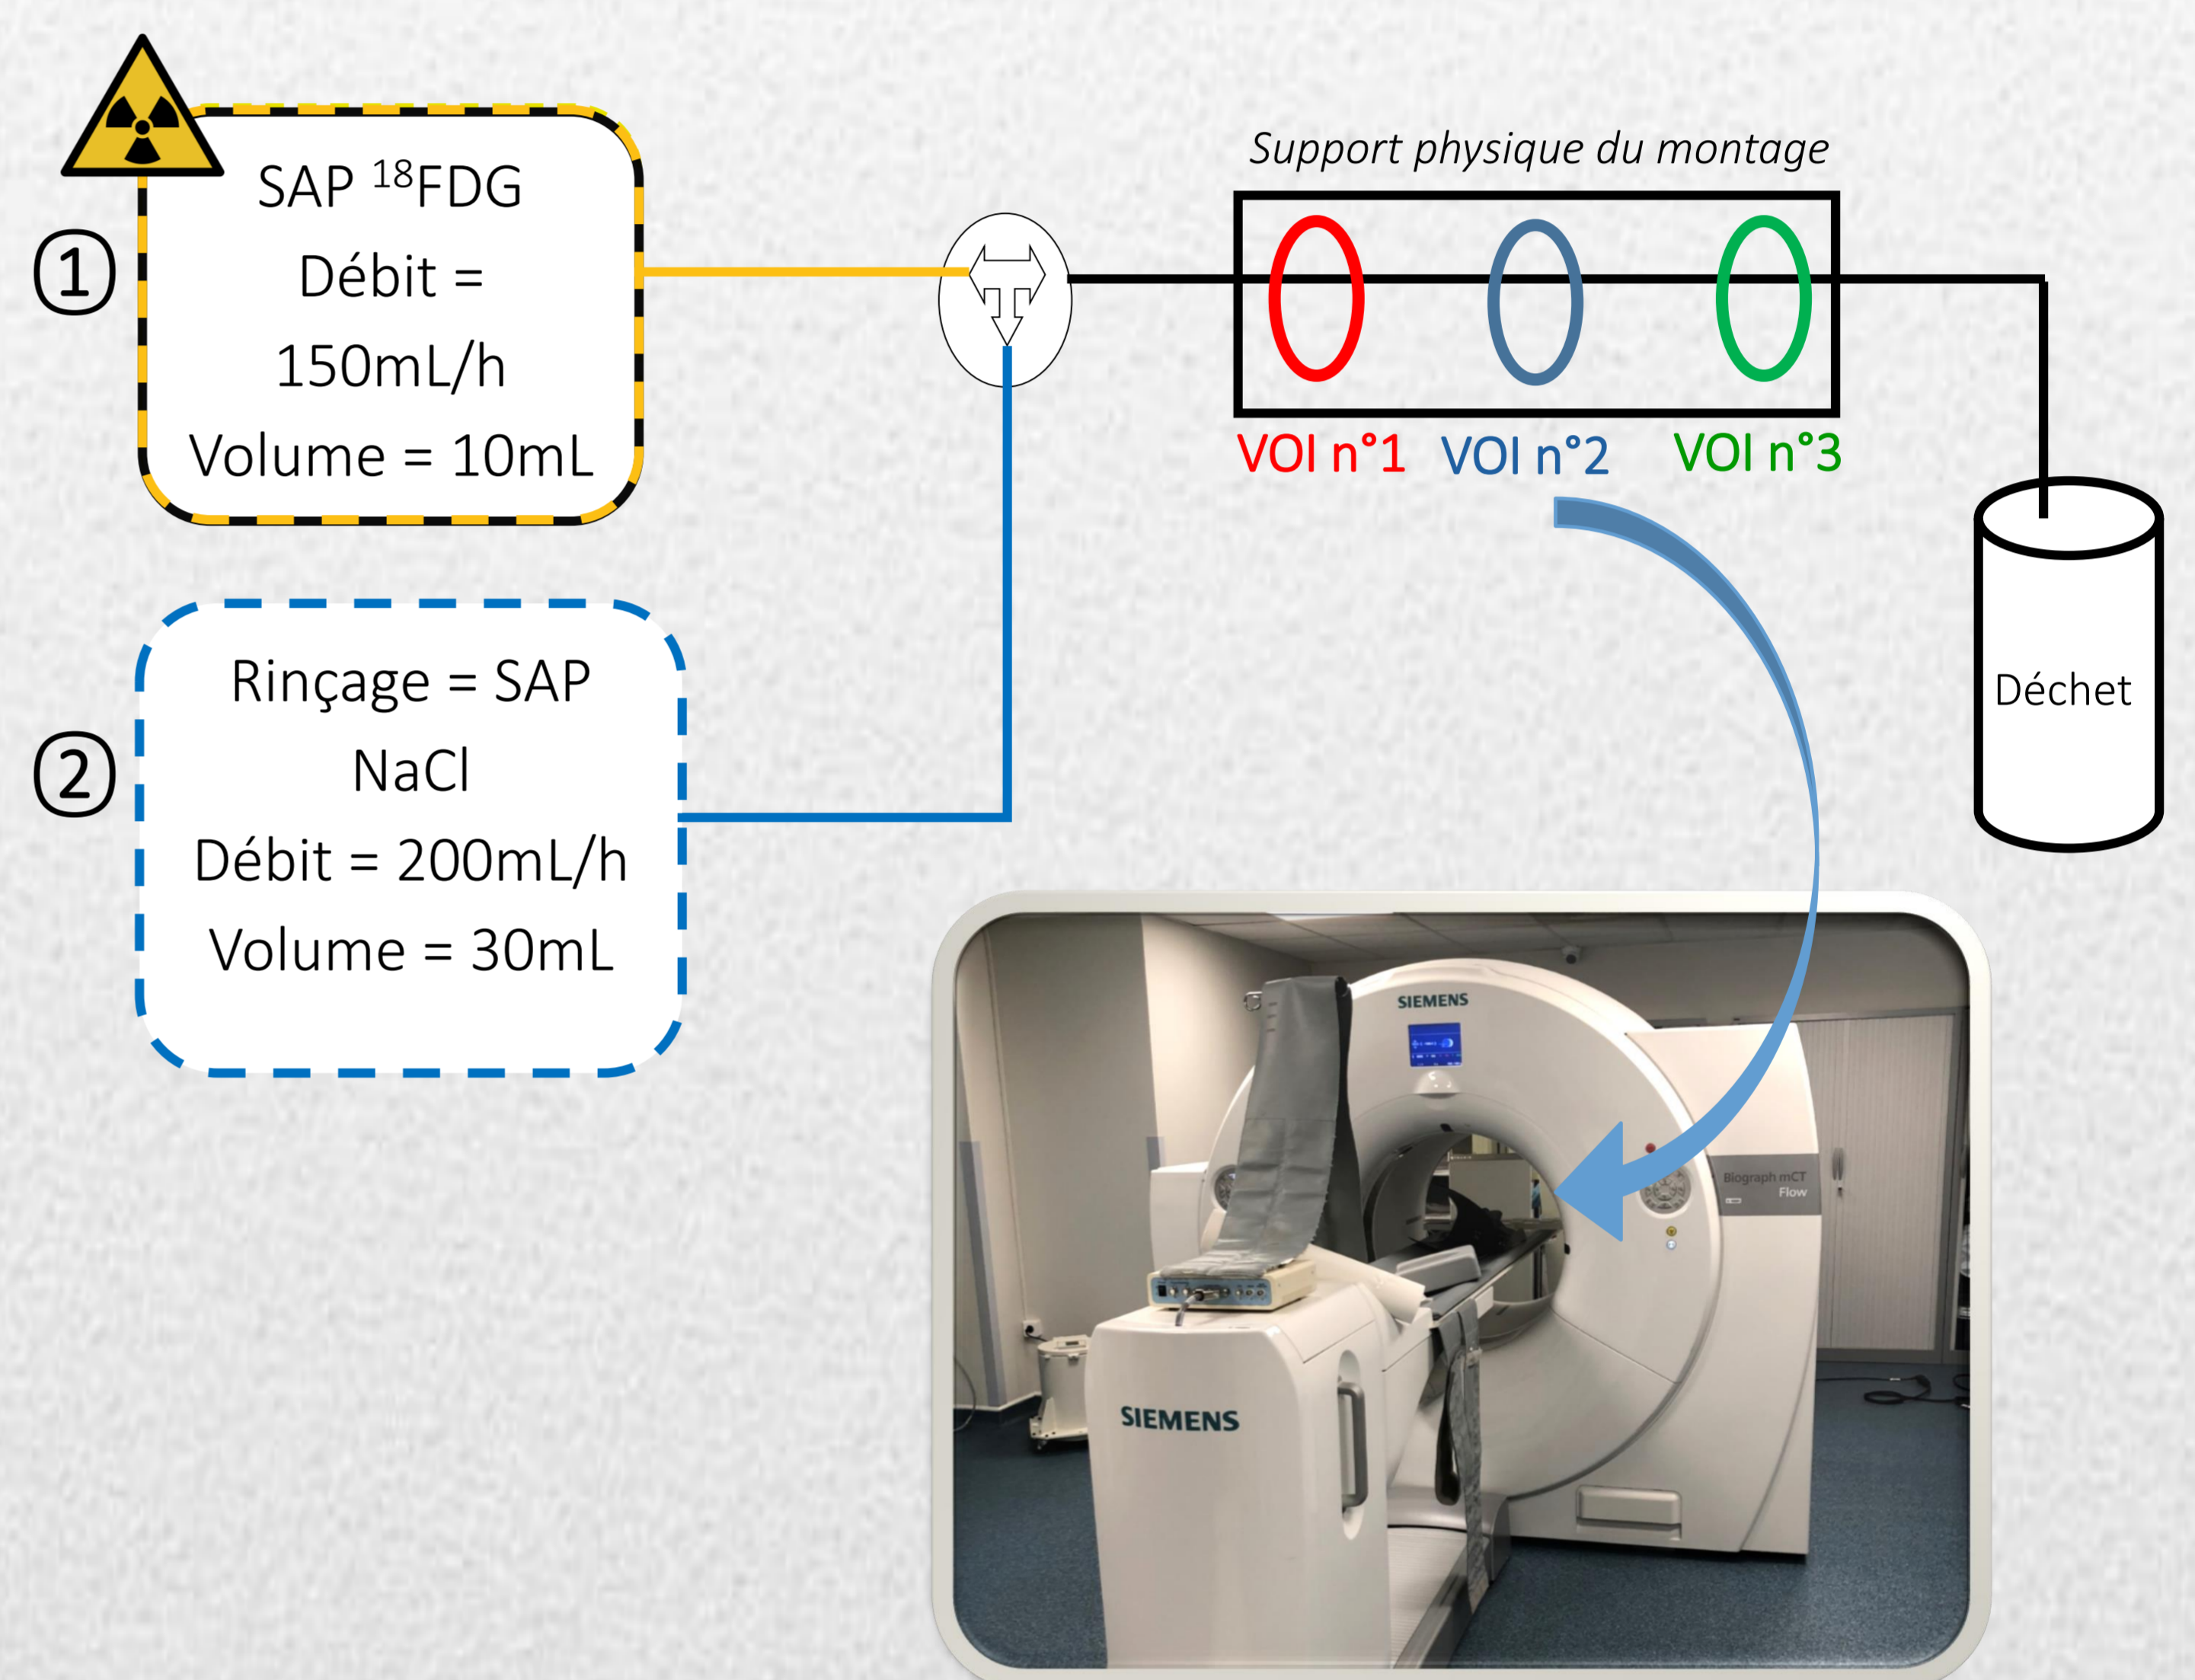 ①
SAP ¹⁸FDG
Débit =
150mL/h
Volume = 10mL
Support physique du montage
VOI n°1 VOI n°2 VOI n°3
②
Rinçage = SAP
NaCl
Débit = 200mL/h
Volume = 30mL
Déchet
SIEMENS
Biograph mCT
Flow
SIEMENS